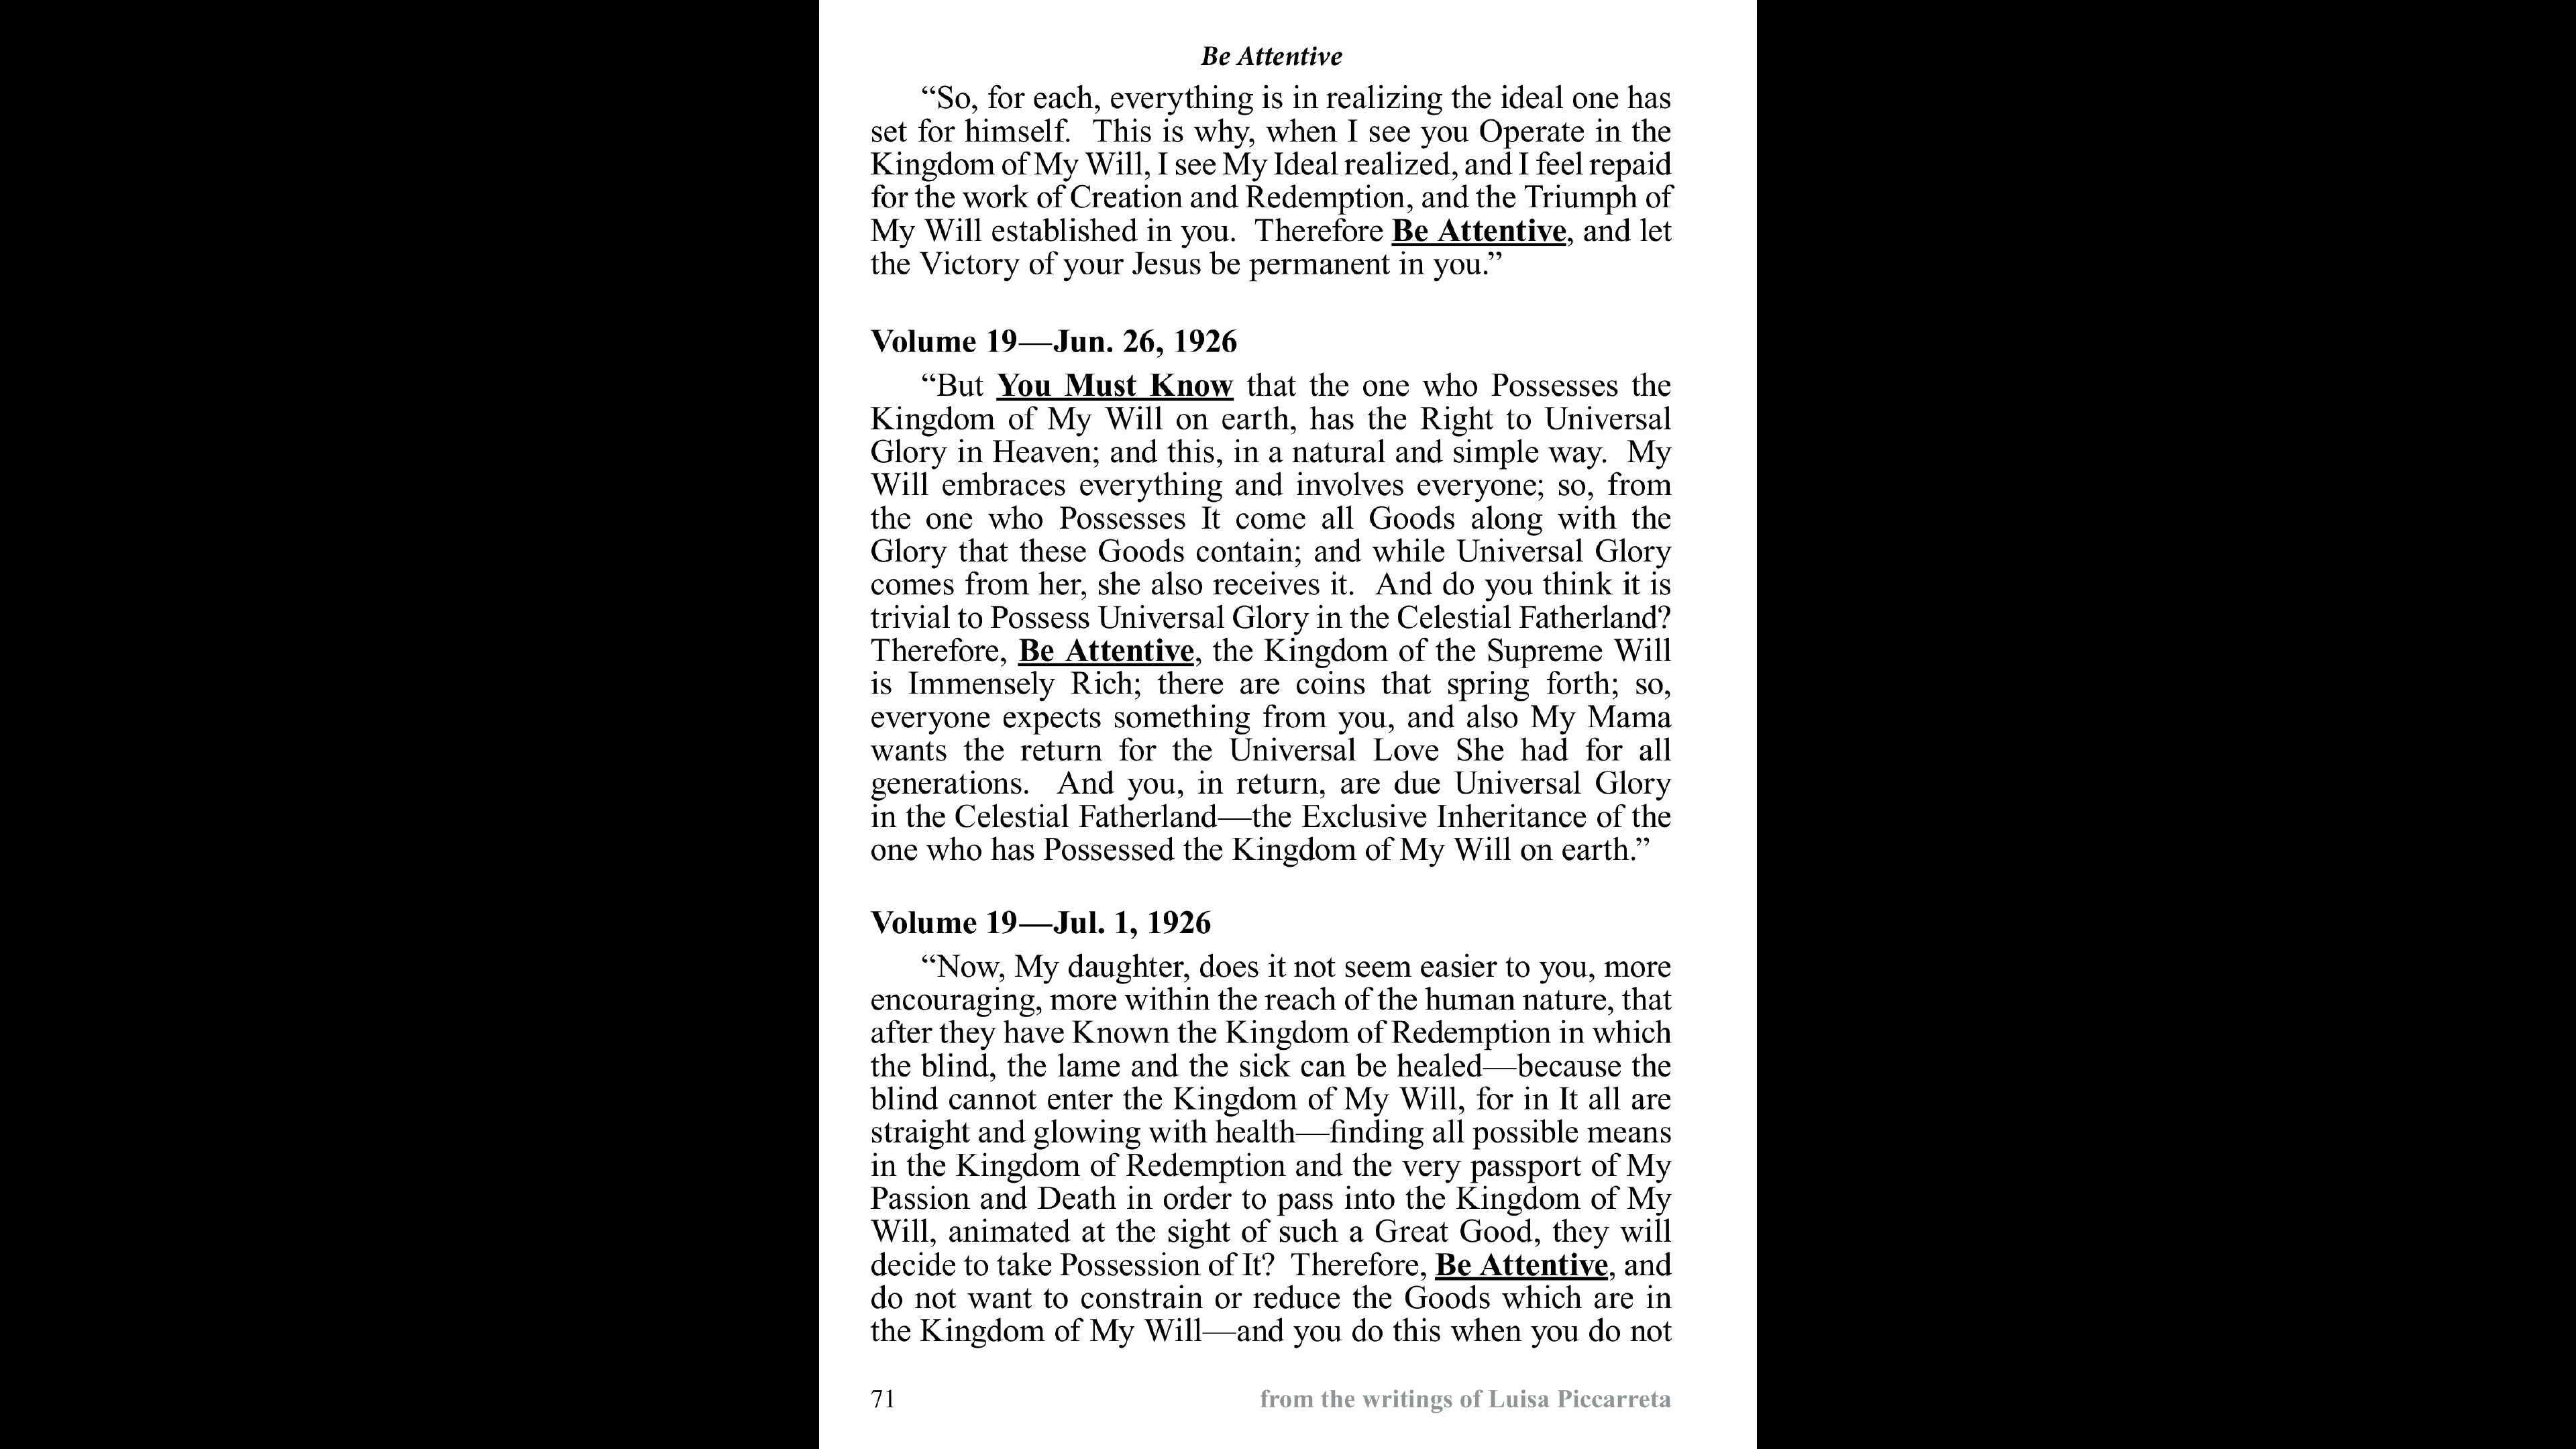 Be Attentive
“So, for each, everything is in realizing the ideal one has
set for himself.  This is why, when I see you Operate in the
Kingdom of My Will, I see My Ideal realized, and I feel repaid
for the work of Creation and Redemption, and the Triumph of
My Will established in you.  Therefore Be Attentive, and let
the Victory of your Jesus be permanent in you.”
Volume 19—Jun. 26, 1926
“But You Must Know that the one who Possesses the
Kingdom of My Will on earth, has the Right to Universal
Glory in Heaven; and this, in a natural and simple way.  My
Will embraces everything and involves everyone; so, from
the one who Possesses It come all Goods along with the
Glory that these Goods contain; and while Universal Glory
comes from her, she also receives it.  And do you think it is
trivial to Possess Universal Glory in the Celestial Fatherland?
Therefore, Be Attentive, the Kingdom of the Supreme Will
is Immensely Rich; there are coins that spring forth; so,
everyone expects something from you, and also My Mama
wants the return for the Universal Love She had for all
generations.  And you, in return, are due Universal Glory
in the Celestial Fatherland—the Exclusive Inheritance of the
one who has Possessed the Kingdom of My Will on earth.”
Volume 19—Jul. 1, 1926
“Now, My daughter, does it not seem easier to you, more
encouraging, more within the reach of the human nature, that
after they have Known the Kingdom of Redemption in which
the blind, the lame and the sick can be healed—because the
blind cannot enter the Kingdom of My Will, for in It all are
straight and glowing with health—finding all possible means
in the Kingdom of Redemption and the very passport of My
Passion and Death in order to pass into the Kingdom of My
Will, animated at the sight of such a Great Good, they will
decide to take Possession of It?  Therefore, Be Attentive, and
do not want to constrain or reduce the Goods which are in
the Kingdom of My Will—and you do this when you do not
71
from the writings of Luisa Piccarreta